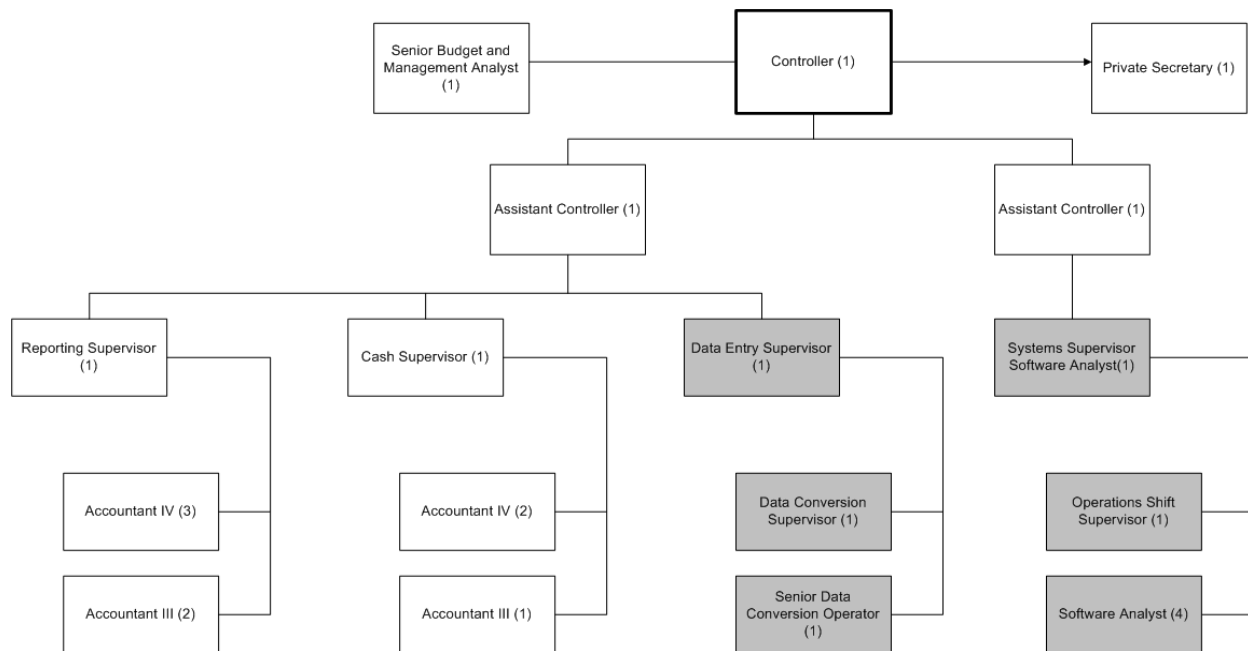 Senior Budget and
Management Analyst
(1)
Controller (1)
Private Secretary (1)
Assistant Controller (1)
Assistant Controller (1)
Reporting Supervisor
(1)
Cash Supervisor (1)
Data Entry Supervisor
(1)
Systems Supervisor
Software Analyst(1)
Accountant IV (3)
Accountant IV (2)
Data Conversion
Supervisor (1)
Operations Shift
Supervisor (1)
Accountant III (2)
Accountant III (1)
Senior Data
Conversion Operator
(1)
Software Analyst (4)